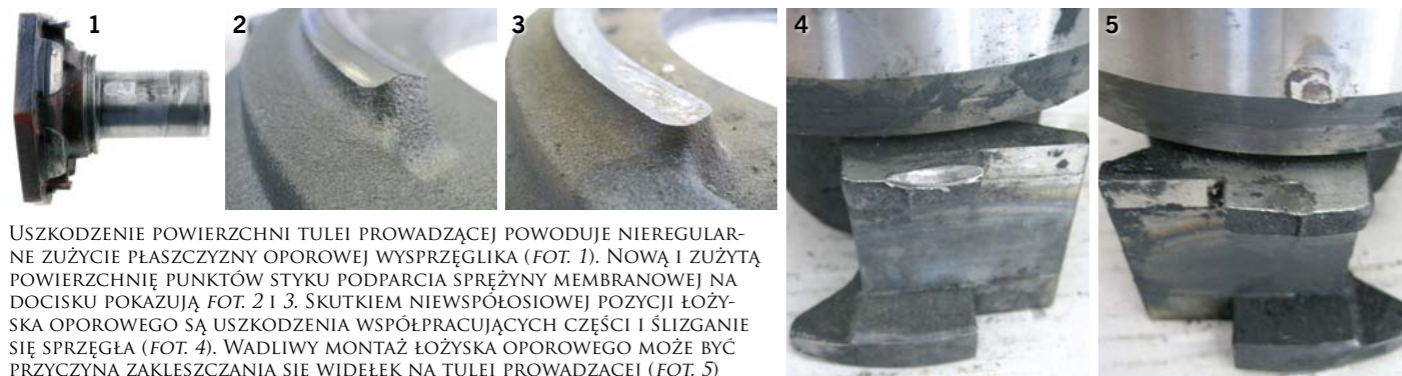 1
2
3
4
5
USZKODZENIE POWIERZCHNI TULEI PROWADZĄCEJ POWODUJE NIEREGULAR-
NE ZUŻYCIE PŁASZCZYZNY OPOROWEJ WYSPRZĘGLIKA (FOT. 1). NOWĄ I ZUŻYTĄ
POWIERZCHNIĘ PUNKTÓW STYKU PODPARCIA SPRĘŻYNY MEMBRANOWEJ NA
DOCISKU POKAZUJĄ FOT. 2 I 3. SKUTKIEM NIEWSPÓŁOSIOWEJ POZYCJI ŁOŻY-
SKA OPOROWEGO SĄ USZKODZENIA WSPÓŁPRACUJĄCYCH CZĘŚCI I ŚLIZGANIE
SIĘ SPRZĘGŁA (FOT. 4). WADLIWY MONTAŻ ŁOŻYSKA OPOROWEGO MOŻE BYĆ
PRZYCZYNĄ ZAKLESZCZANIA SIĘ WIDEŁEK NA TULEI PROWADZĄCEJ (FOT. 5)